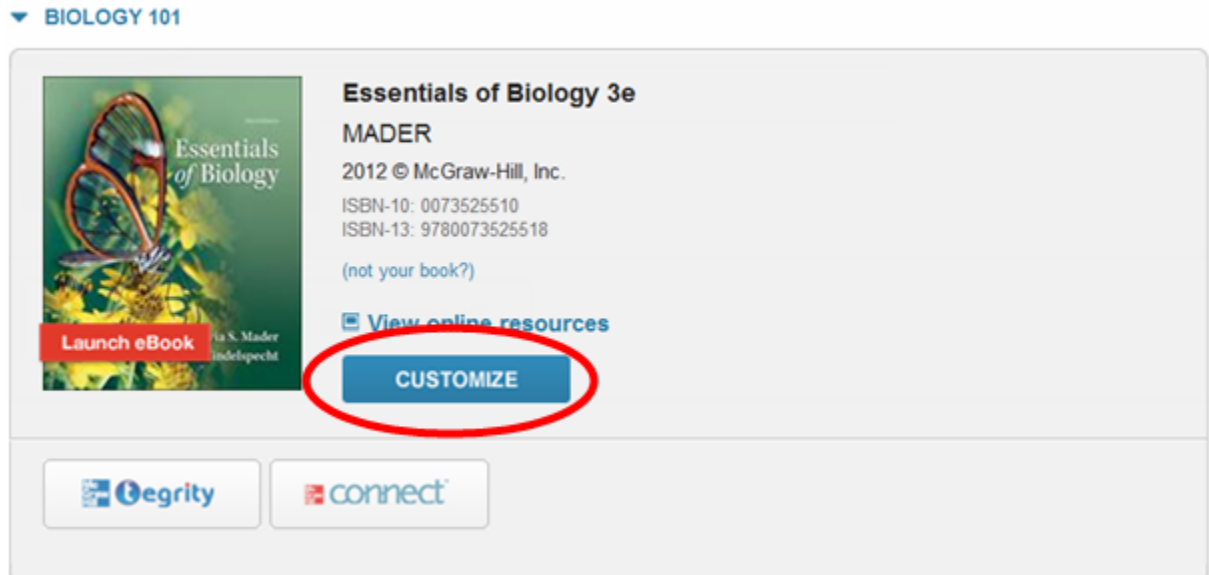 BIOLOGY 101
Essentials
of Biology
Launch eBook
ia S. Mader
indelspecht
Essentials of Biology 3e
MADER
2012 © McGraw-Hill, Inc.
ISBN-10: 0073525510
ISBN-13: 9780073525518
(not your book?)
View online resources
CUSTOMIZE
tegrity
connect